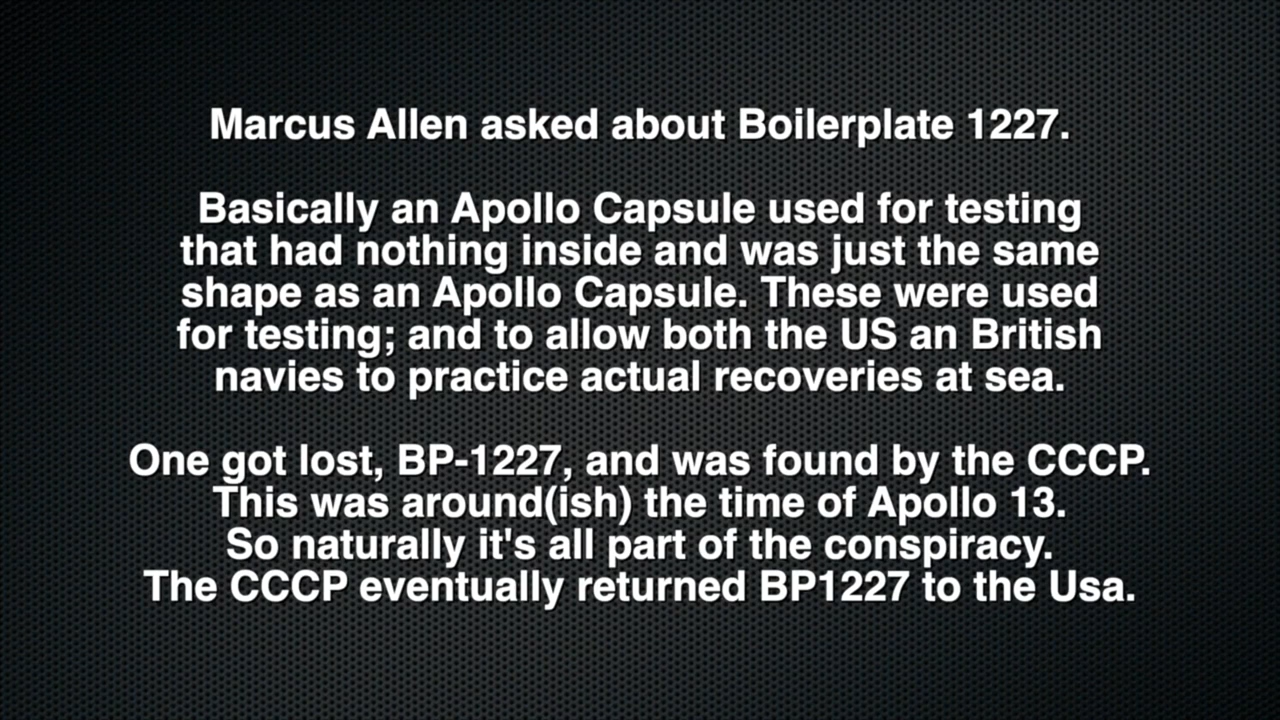 Marcus Allen asked about Boilerplate 1227.
Basically an Apollo Capsule used for testing
that had nothing inside and was just the same
shape as an Apollo Capsule. These were used
for testing; and to allow both the US an British
navies to practice actual recoveries at sea.
One got lost, BP-1227, and was found by the CCCP.
This was around(ish) the time of Apollo 13.
So naturally it's all part of the conspiracy.
The CCCP eventually returned BP1227 to the Usa.